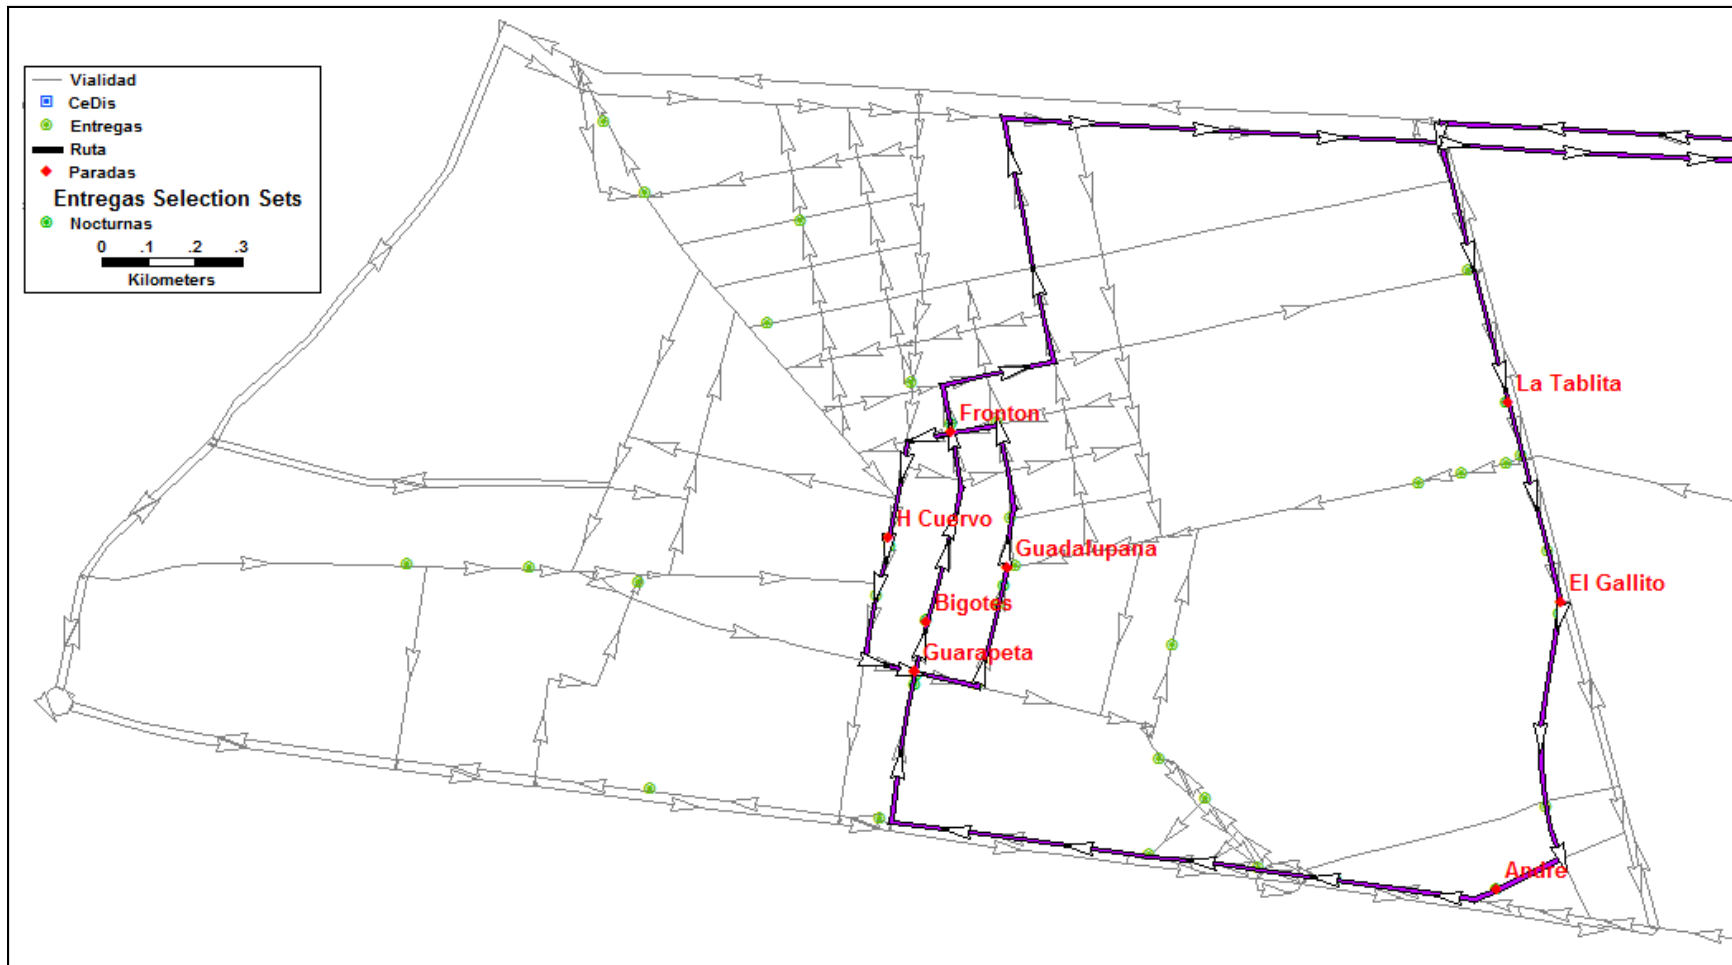 Vialidad
CeDis
Entregas
Ruta
Paradas
Entregas Selection Sets
Nocturnas
0 .1 .2 .3
Kilometers
La Tablita
Fronton
H Cuervo
Guadalupana
El Gallito
Bigotes
Guarapeta
Andre